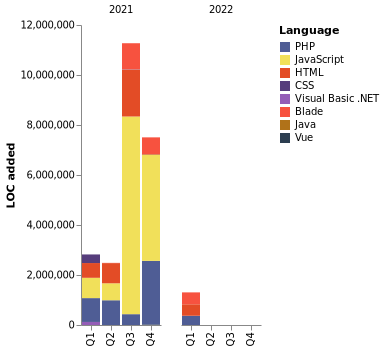 2021
2022
12,000,000
10,000,000
8,000,000
6,000,000
4,000,000
2,000,000
0
LOC added
Q1
Q2
Q3
Q4
Q1
Q2
Q3
Q4
Language
PHP
JavaScript
HTML
CSS
Visual Basic .NET
Blade
Java
Vue